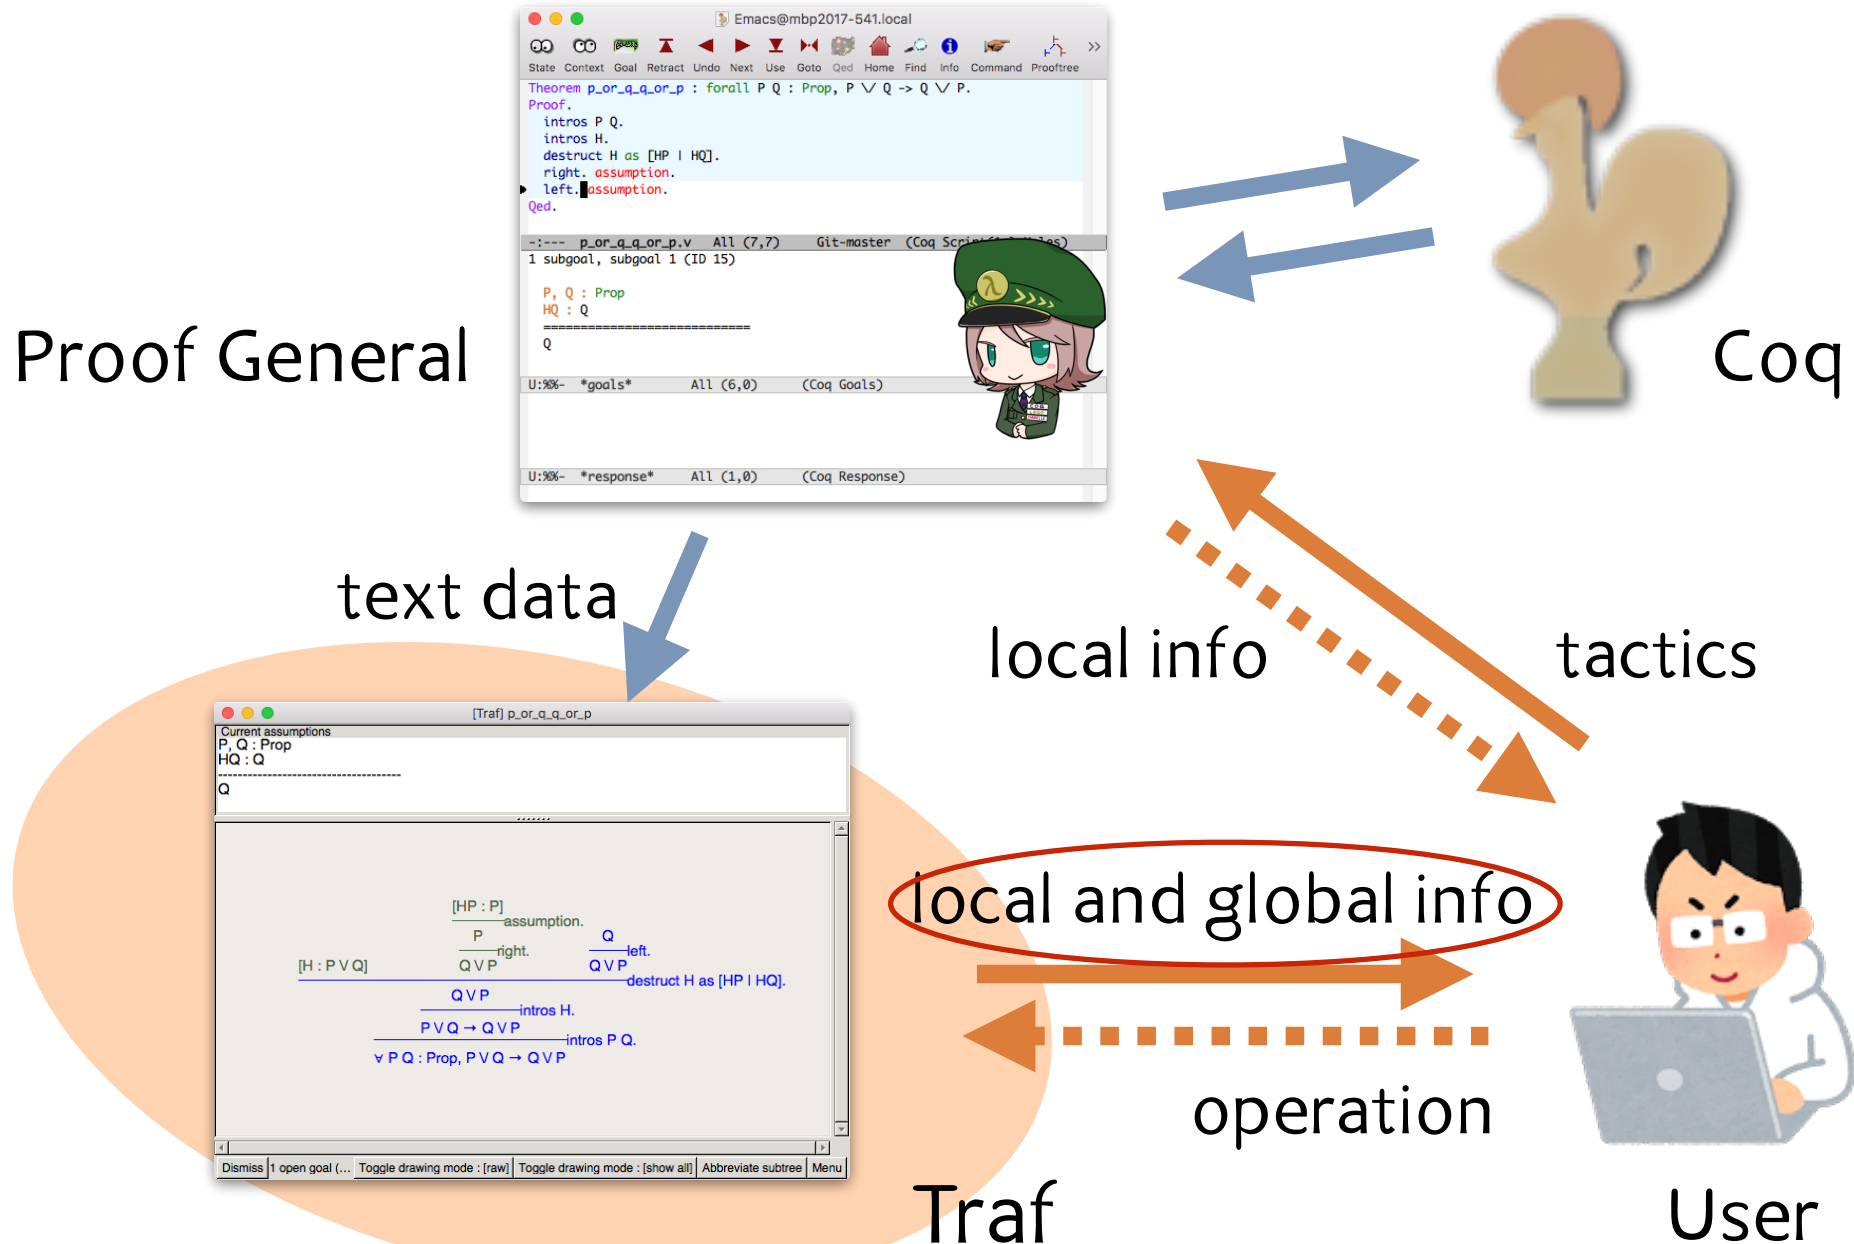 Emacs@mbp2017-541.local
State Context Goal Retract Undo Next Use Goto Qed Home Find Info Command Prooftree
Theorem p_or_q_q_or_p : forall P Q : Prop, P \/ Q -> Q \/ P.
Proof.
intros P Q.
intros H.
destruct H as [HP | HQ].
right. assumption.
left. assumption.
Qed.
-:--- p_or_q_q_or_p.v All (7,7) Git-master (Coq
1 subgoal, subgoal 1 (ID 15)
P, Q : Prop
HQ : Q
============================
Q
U:%%- *goals* All (6,0) (Coq Goals)
U:%%- *response* All (1,0) (Coq Response)
Proof General
Coq
text data
local info
tactics
[Traf] p_or_q_q_or_p
Current assumptions
P, Q : Prop
HQ : Q
-------------------------------------
Q
[HP : P]
assumption.
P
right.
Q
left.
[H : P ∨ Q]
Q ∨ P
Q ∨ P
destruct H as [HP | HQ].
Q ∨ P
intros H.
P ∨ Q → Q ∨ P
intros P Q.
∀ P Q : Prop, P ∨ Q → Q ∨ P
Dismiss 1 open goal (... Toggle drawing mode : [raw] Toggle drawing mode : [show all] Abbreviate subtree Menu
local and global info
operation
Traf
User